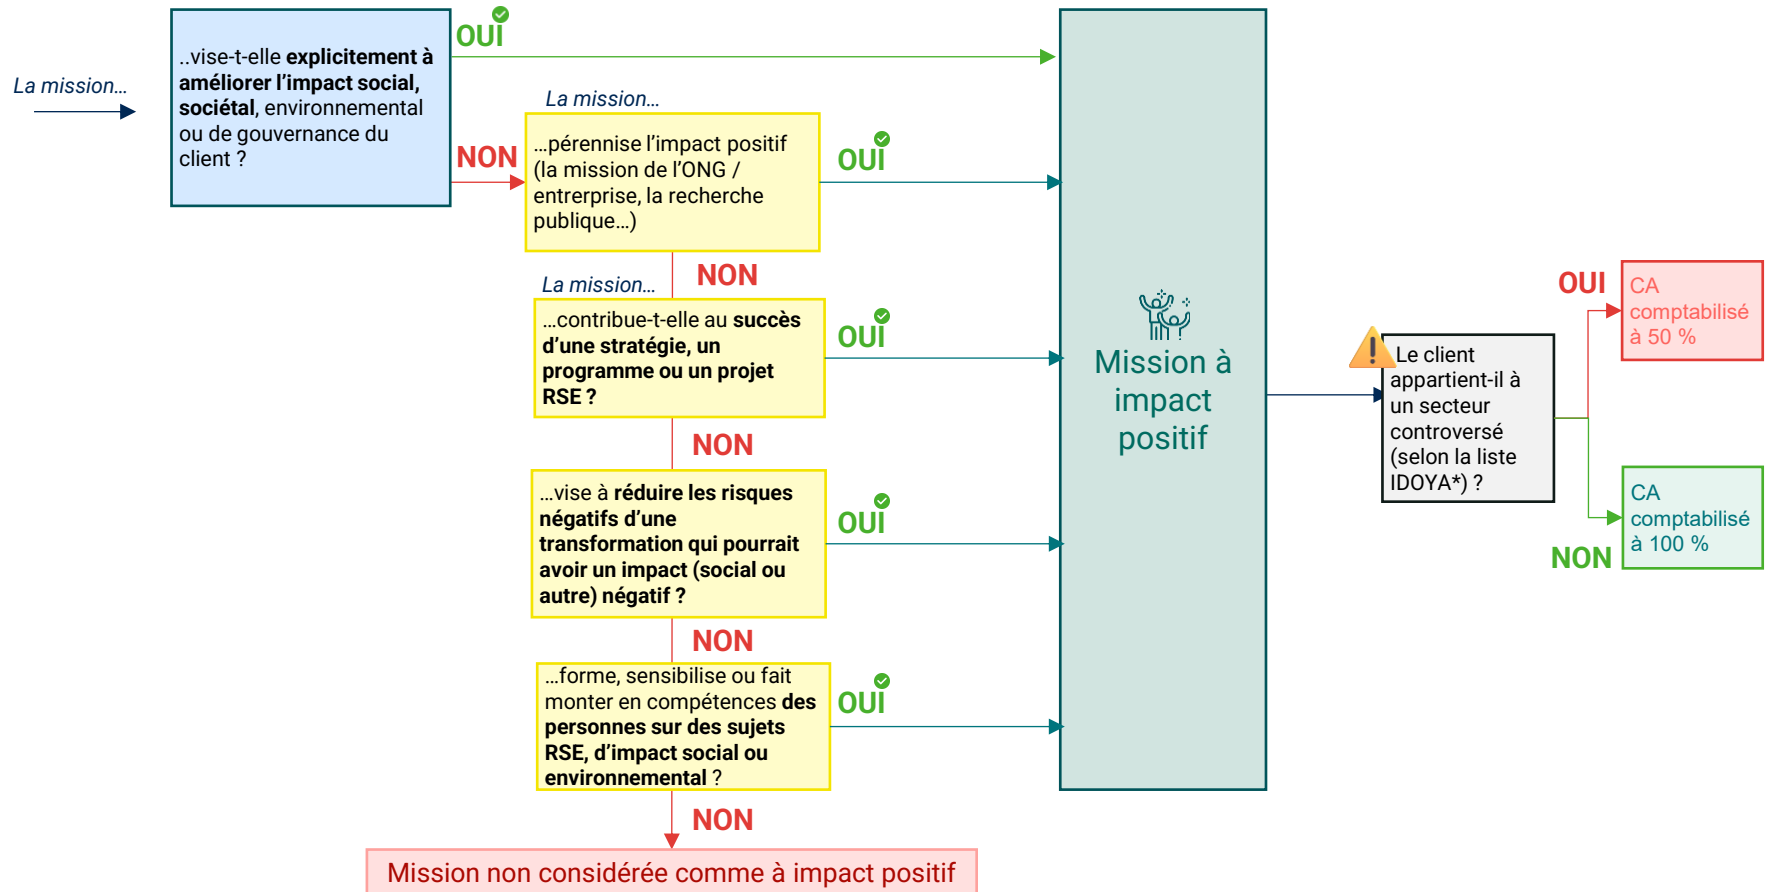 La mission…
..vise-t-elle explicitement à
améliorer l’impact social,
sociétal, environnemental
ou de gouvernance du
client ?
OUI
NON
La mission…
…pérennise l’impact positif
(la mission de l’ONG /
entrerprise, la recherche
publique…)
OUI
NON
La mission…
…contribue-t-elle au succès
d’une stratégie, un
programme ou un projet
RSE ?
OUI
NON
…vise à réduire les risques
négatifs d’une
transformation qui pourrait
avoir un impact (social ou
autre) négatif ?
OUI
NON
…forme, sensibilise ou fait
monter en compétences des
personnes sur des sujets
RSE, d’impact social ou
environnemental ?
OUI
NON
Mission non considérée comme à impact positif
Mission à
impact
positif
Le client
appartient-il à
un secteur
controversé
(selon la liste
IDOYA*) ?
OUI
CA
comptabilisé
à 50 %
NON
CA
comptabilisé
à 100 %